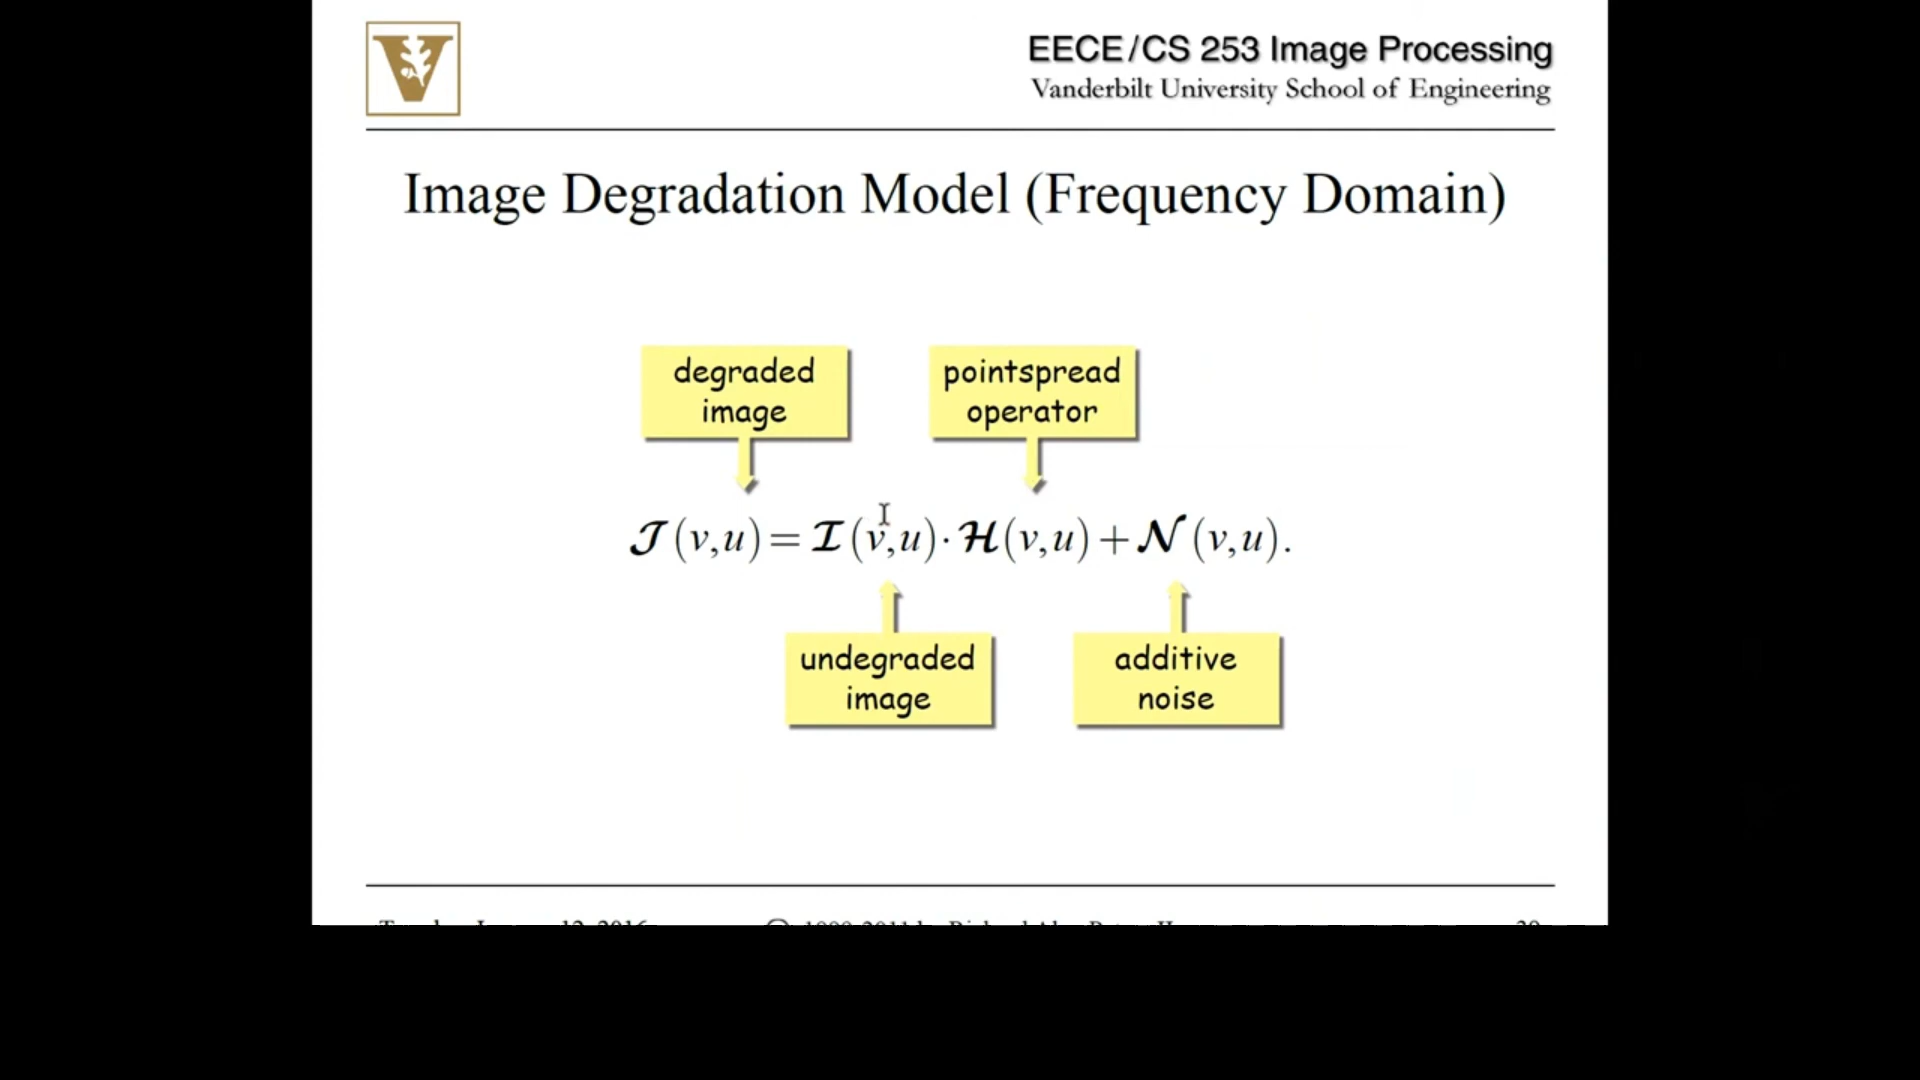 EECE/CS 253 Image Processing
Vanderbilt University School of Engineering
Image Degradation Model (Frequency Domain)
degraded
image
pointspread
operator
𝓙(v,u) = 𝓘(v,u) · 𝓗(v,u) + 𝓝(v,u).
undegraded
image
additive
noise